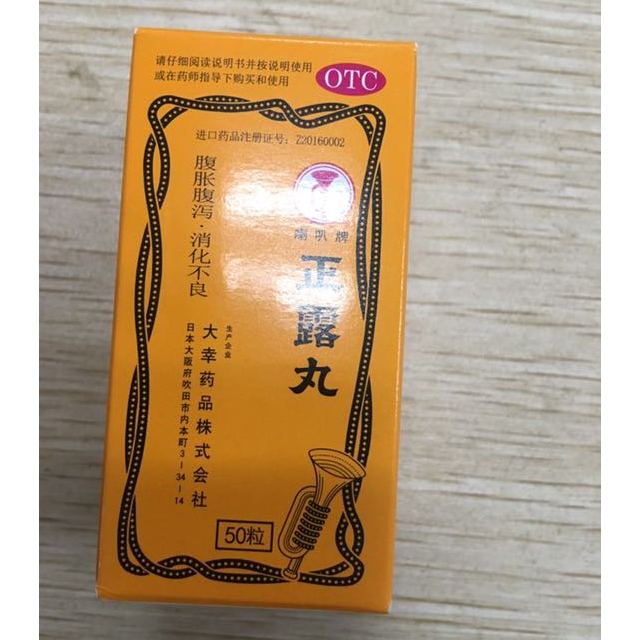 请仔细阅读说明书并按说明使用
或在药师指导下购买和使用
OTC
进口药品注册证号：Z20160002
喇叭牌
正露丸
腹胀腹泻·消化不良
生产企业
大幸药品株式会社
日本大阪府吹田市内本町3-34-14
50粒